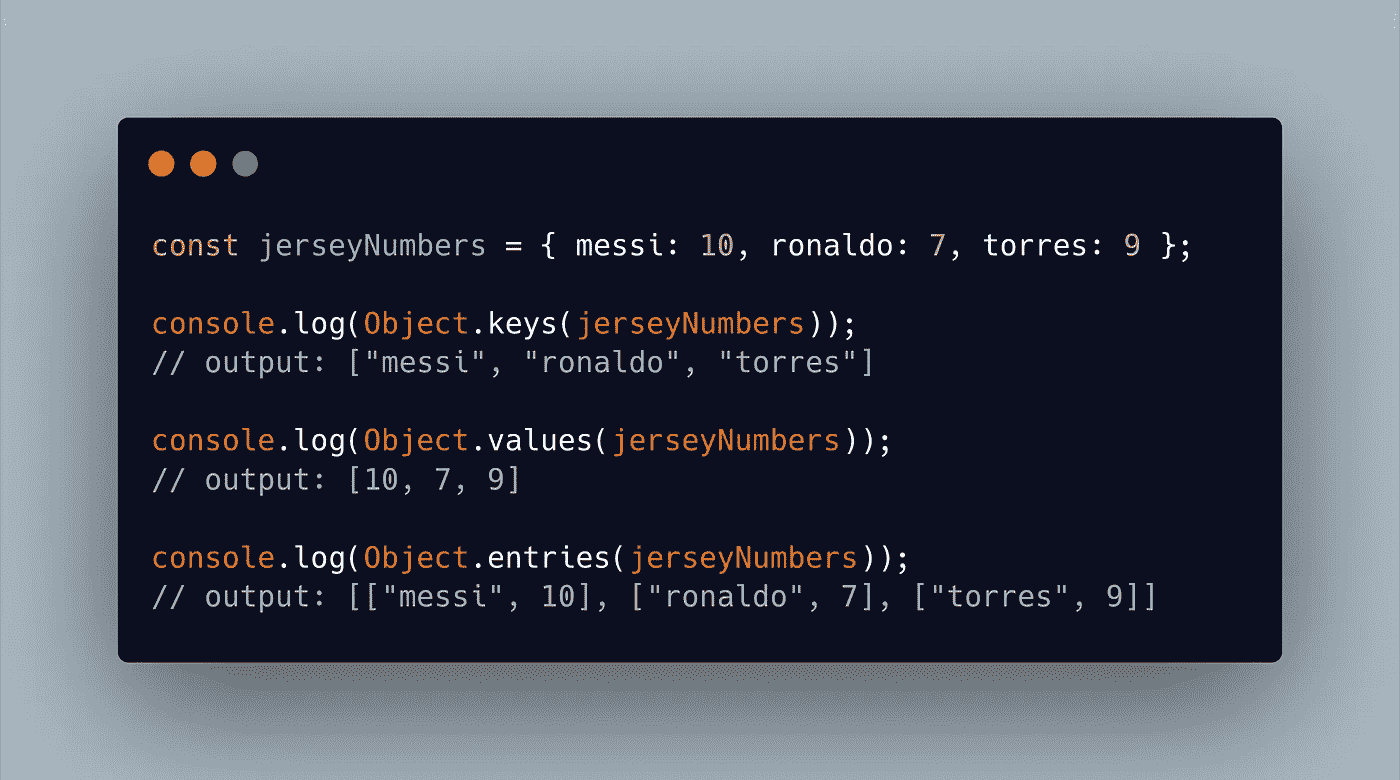 const jerseyNumbers = { messi: 10, ronaldo: 7, torres: 9 };
console.log(Object.keys(jerseyNumbers));
// output: ["messi", "ronaldo", "torres"]
console.log(Object.values(jerseyNumbers));
// output: [10, 7, 9]
console.log(Object.entries(jerseyNumbers));
// output: [["messi", 10], ["ronaldo", 7], ["torres", 9]]